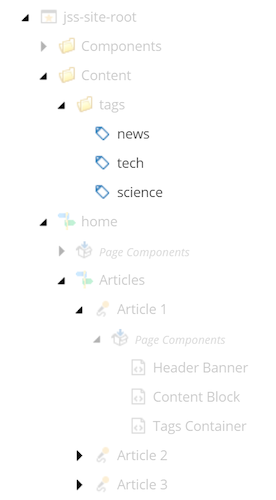 jss-site-root
Components
Content
tags
news
tech
science
home
Page Components
Articles
Article 1
Page Components
Header Banner
Content Block
Tags Container
Article 2
Article 3